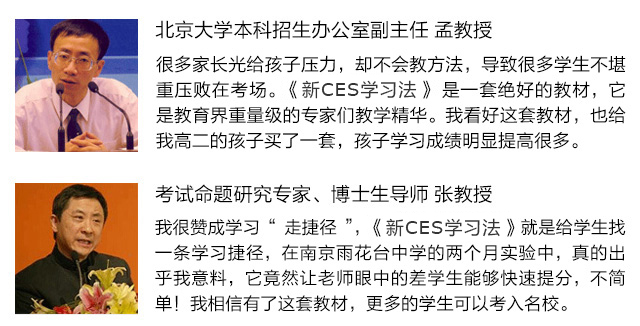 北京大学本科招生办公室副主任 孟教授
很多家长光给孩子压力，却不会教方法，导致很多学生不堪
重压败在考场。《 新CES学习法 》是一套绝好的教材，它
是教育界重量级的专家们教学精华。我看好这套教材，也给
我高二的孩子买了一套，孩子学习成绩明显提高很多。
考试命题研究专家、博士生导师 张教授
我很赞成学习 “ 走捷径 ”，《 新CES学习法 》就是给学生找
一条学习捷径，在南京雨花台中学的两个月实验中，真的出
乎我意料，它竟然让老师眼中的差学生能够快速提分，不简
单！我相信有了这套教材，更多的学生可以考入名校。